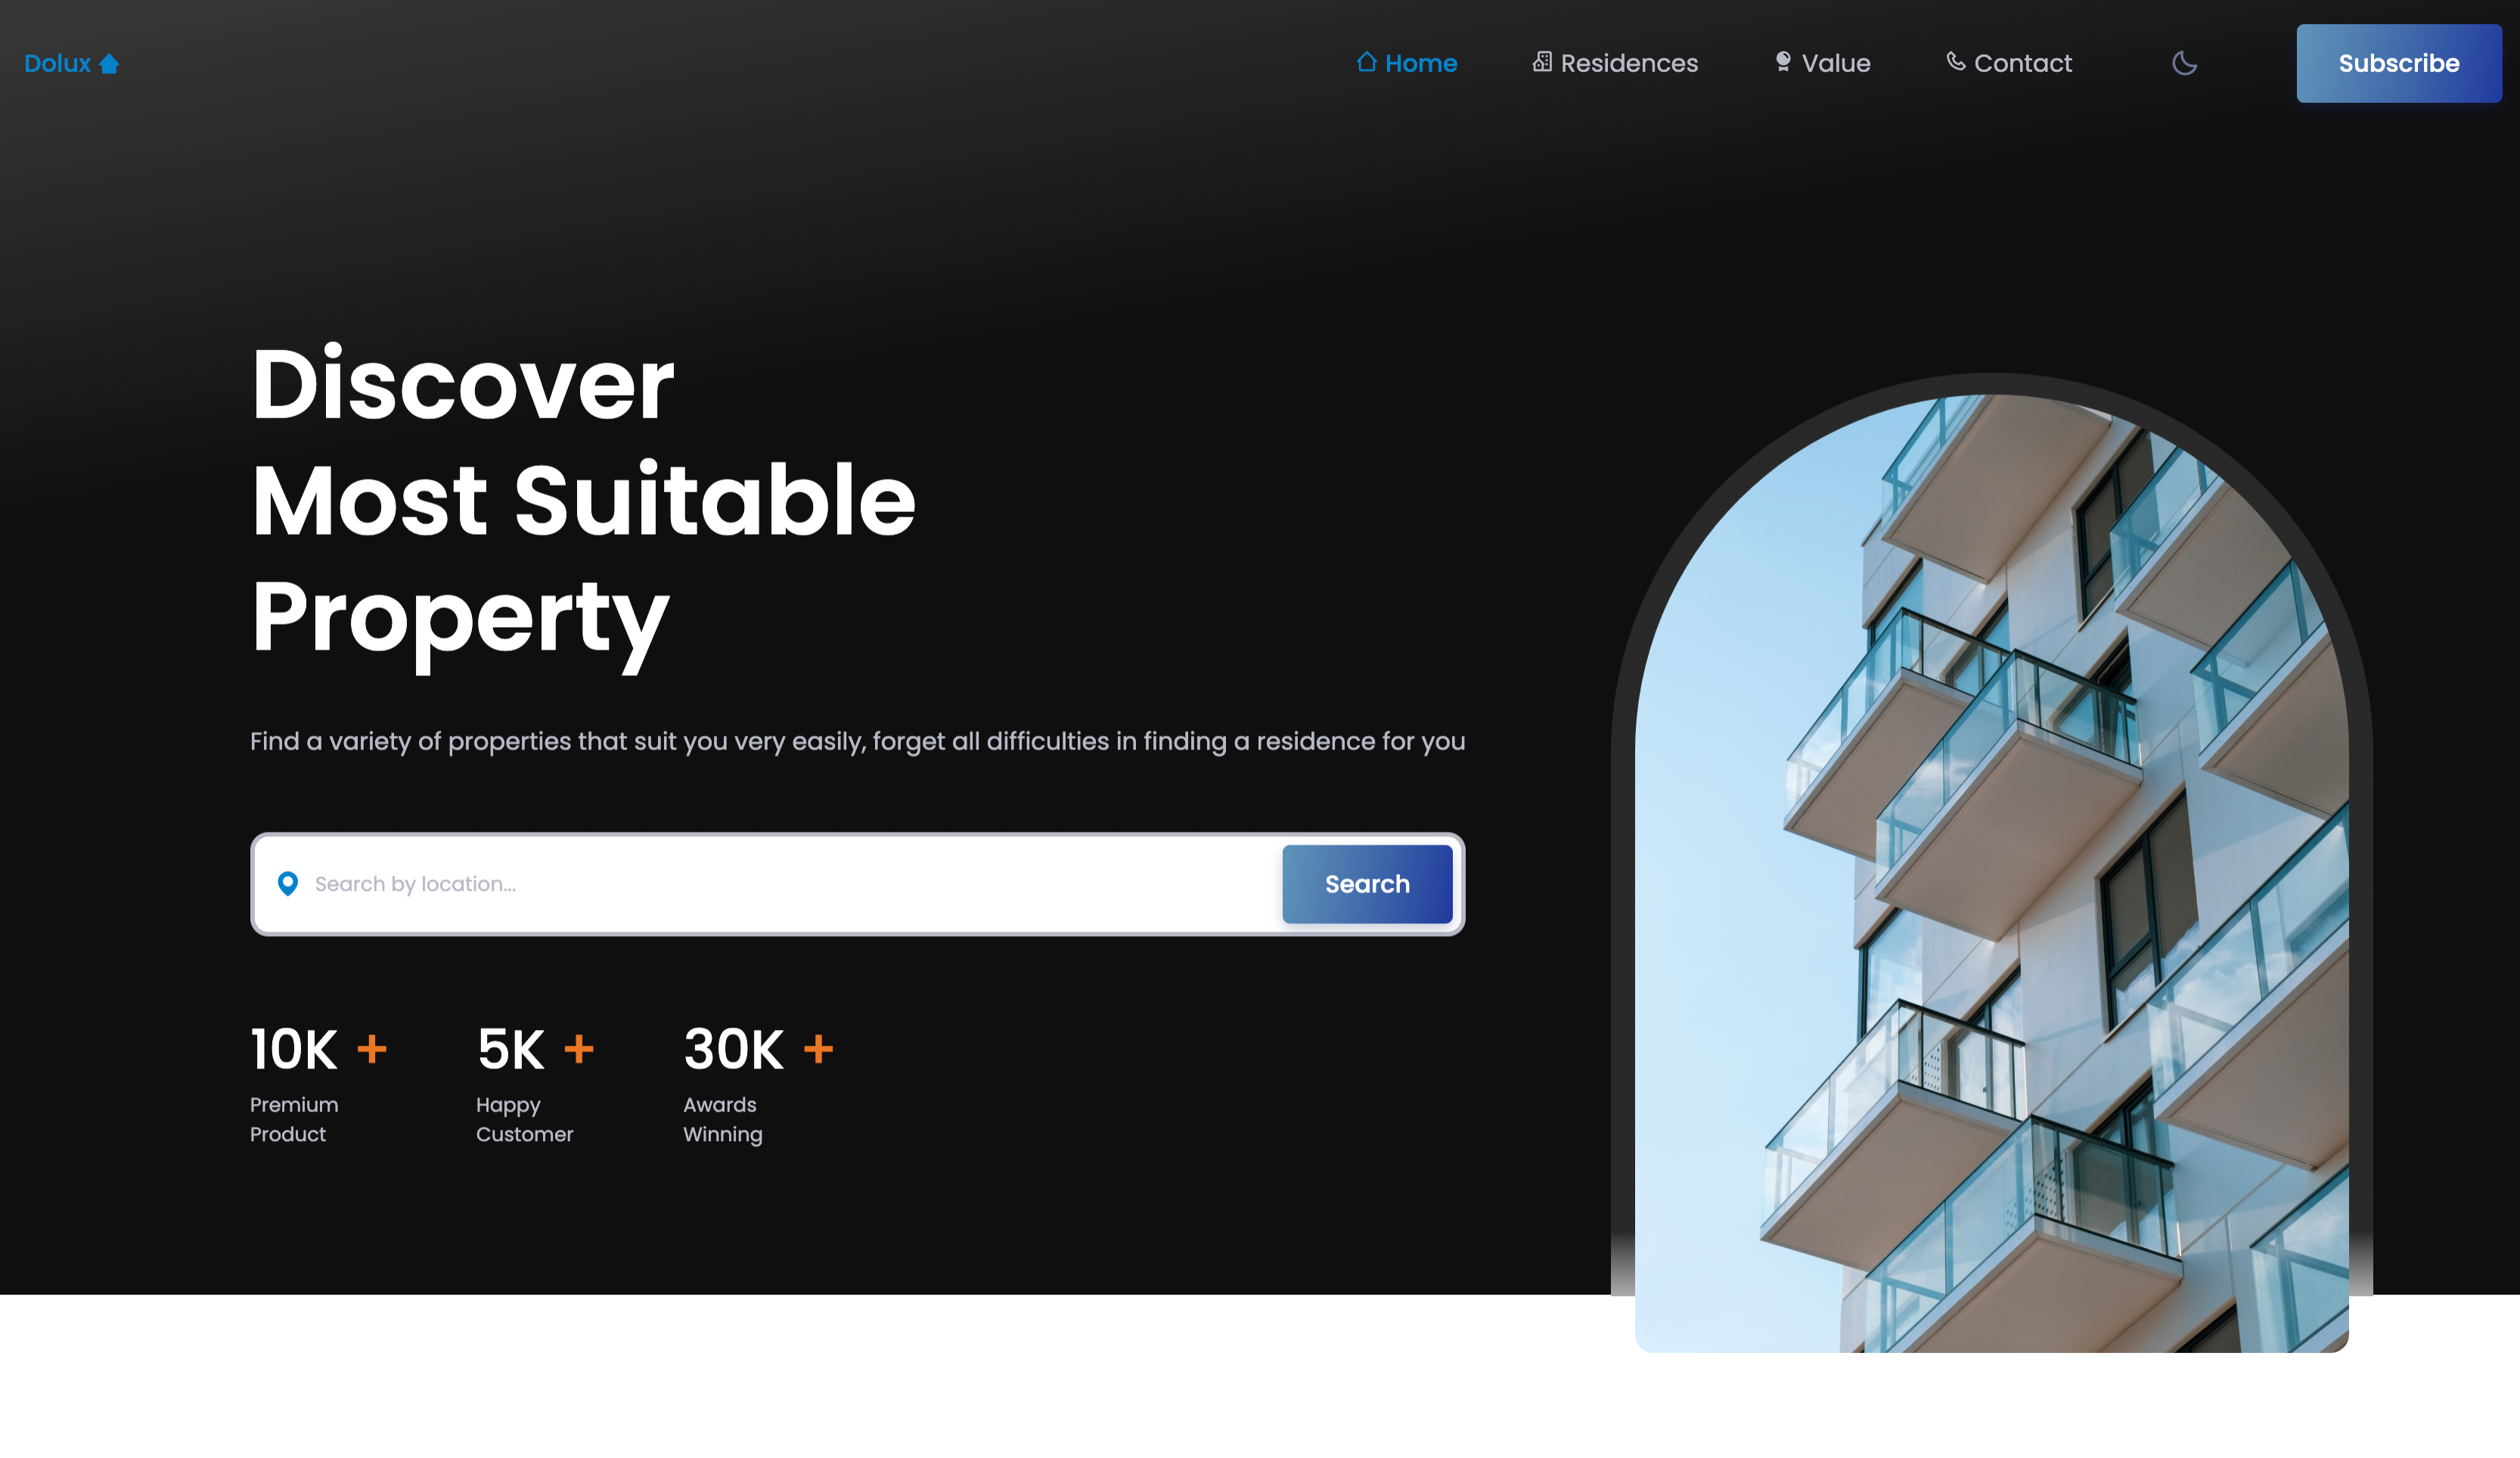 Dolux
Home
Residences
Value
Contact
Subscribe
Discover
Most Suitable
Property
Find a variety of properties that suit you very easily, forget all difficulties in finding a residence for you
Search by location...
Search
10K +
Premium
Product
5K +
Happy
Customer
30K +
Awards
Winning